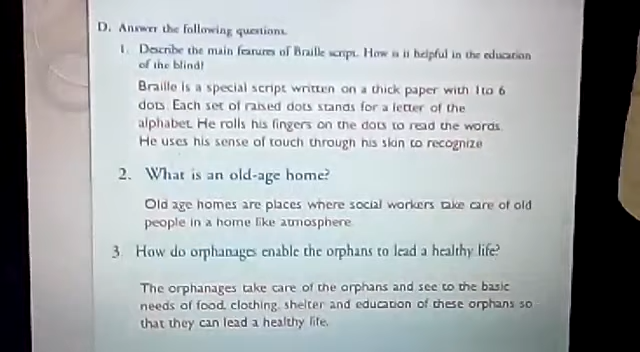 D. Answer the following questions.
1. Describe the main features of Braille script. How is it helpful in the education
of the blind?
Braille is a special script written on a thick paper with 1to 6
dots. Each set of raised dots stands for a letter of the
alphabet. He rolls his fingers on the dots to read the words.
He uses his sense of touch through his skin to recognize
2. What is an old-age home?
Old age homes are places where social workers take care of old
people in a home like atmosphere.
3 How do orphanages enable the orphans to lead a healthy life?
The orphanages take care of the orphans and see to the basic
needs of food, clothing, shelter and education of these orphans so
that they can lead a healthy life.